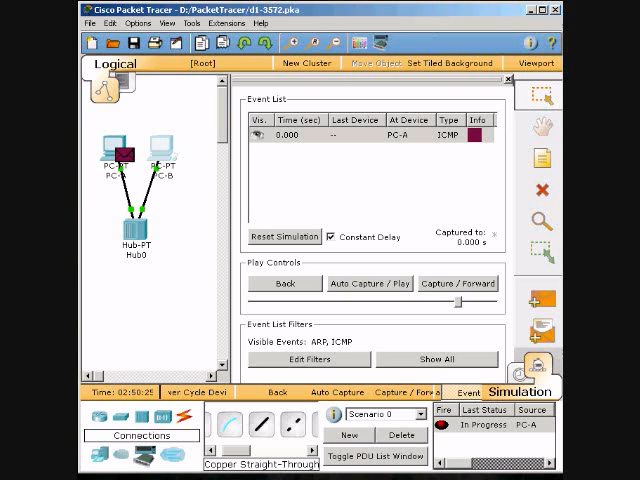 Cisco Packet Tracer - D:/PacketTracer/d1-3572.pka
File Edit Options View Tools Extensions Help
Logical [Root] New Cluster Move Object Set Tiled Background Viewport
Event List
Vis. Time (sec) Last Device At Device Type Info
0.000 -- PC-A ICMP
PC-PT PC-PT
PC-B
Hub-PT
Hub0
Reset Simulation Constant Delay Captured to:
0.000 s
Play Controls
Back Auto Capture / Play Capture / Forward
Event List Filters
Visible Events: ARP, ICMP
Edit Filters Show All
Time: 02:50:25 ver Cycle Devi Back Auto Capture Capture / Forwa Event Simulation
Scenario 0
Fire Last Status Source
In Progress PC-A
Connections
New Delete
Copper Straight-Through
Toggle PDU List Window